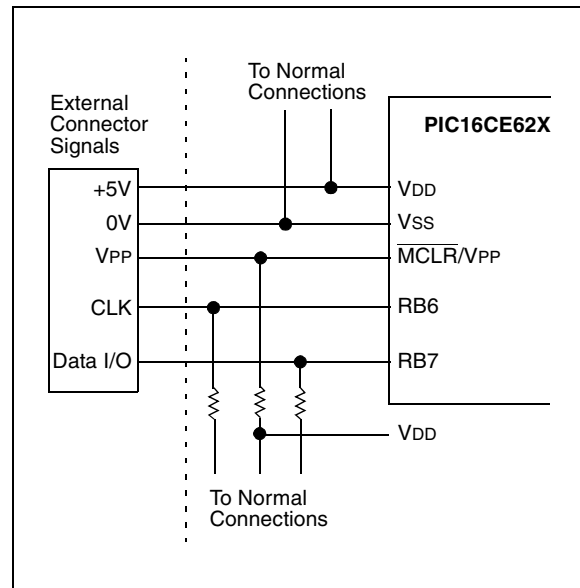 To Normal
Connections
External
Connector
Signals
PIC16CE62X
+5V
VDD
0V
VSS
VPP
MCLR/VPP
CLK
RB6
Data I/O
RB7
VDD
To Normal
Connections